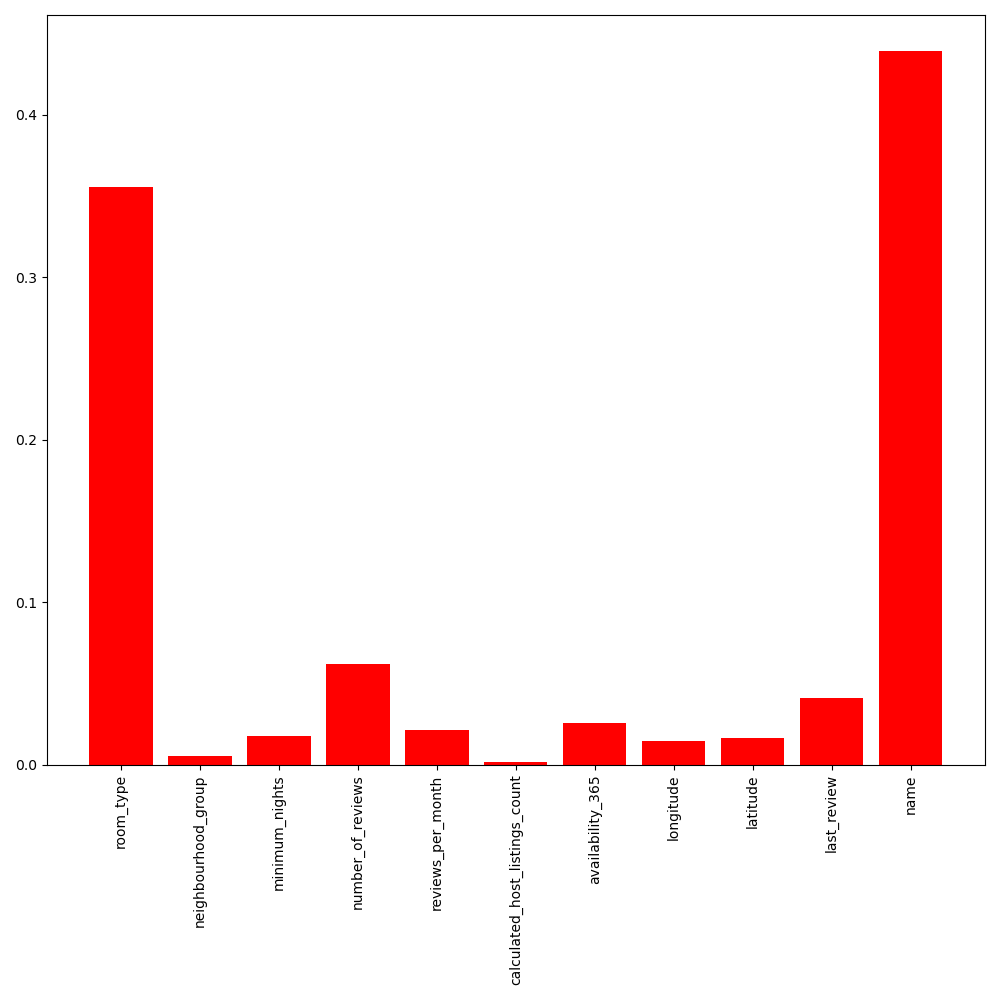 0.4
0.3
0.2
0.1
0.0
room_type
neighbourhood_group
minimum_nights
number_of_reviews
reviews_per_month
calculated_host_listings_count
availability_365
longitude
latitude
last_review
name